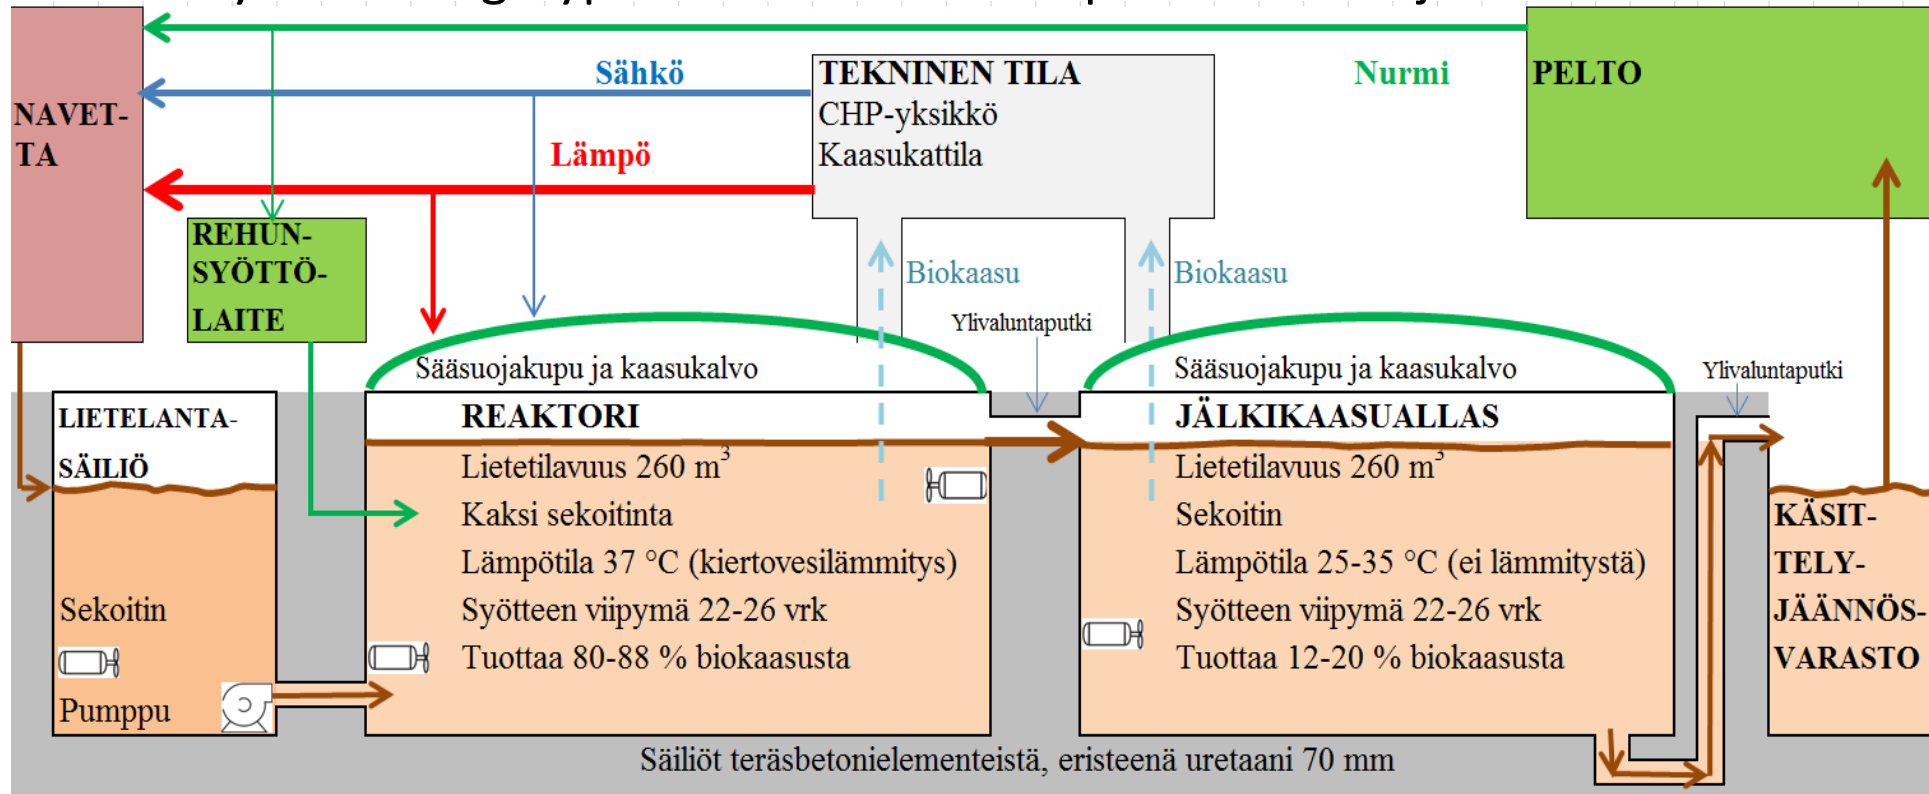 Sähkö
TEKNINEN TILA
CHP-yksikkö
Kaasukattila
Nurmi
PELTO
NAVET-
TA
Lämpö
REHUN-
SYÖTTÖ-
LAITE
Biokaasu
Biokaasu
Ylivaluntaputki
Ylivaluntaputki
Sääsuojakupu ja kaasukalvo
Sääsuojakupu ja kaasukalvo
LIETELANTA-
SÄILIÖ
Sekoitin
Pumppu
REAKTORI
Lietetilavuus 260 m³
Kaksi sekoitinta
Lämpötila 37 °C (kiertovesilämmitys)
Syötteen viipymä 22-26 vrk
Tuottaa 80-88 % biokaasusta
JÄLKIKAASUALLAS
Lietetilavuus 260 m³
Sekoitin
Lämpötila 25-35 °C (ei lämmitystä)
Syötteen viipymä 22-26 vrk
Tuottaa 12-20 % biokaasusta
KÄSIT-
TELY-
JÄÄNNÖS-
VARASTO
Säiliöt teräsbetonielementeistä, eristeenä uretaani 70 mm